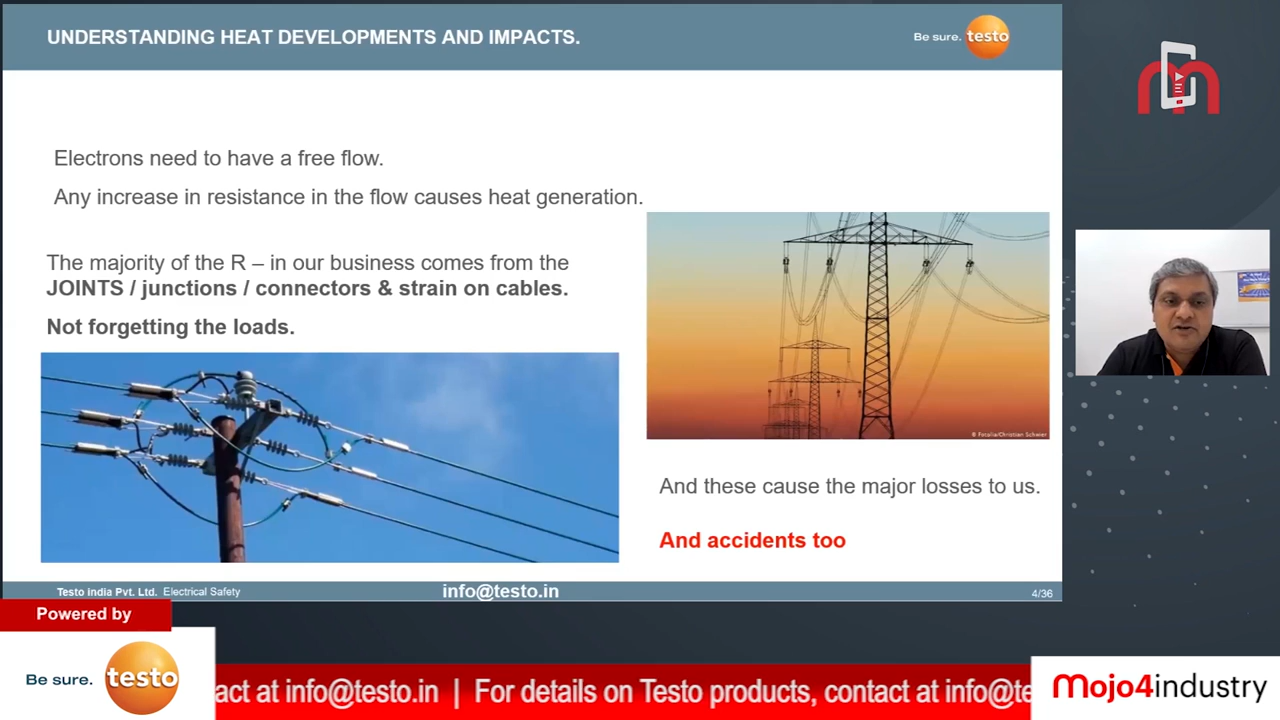 UNDERSTANDING HEAT DEVELOPMENTS AND IMPACTS.
Be sure. testo
Electrons need to have a free flow.
Any increase in resistance in the flow causes heat generation.
The majority of the R – in our business comes from the
JOINTS / junctions / connectors & strain on cables.
Not forgetting the loads.
© Fotolia/Christian Schwier
And these cause the major losses to us.
And accidents too
Testo india Pvt. Ltd. Electrical Safety
info@testo.in
4/36
Powered by
Be sure. testo
act at info@testo.in | For details on Testo products, contact at info@te
Mojo4industry